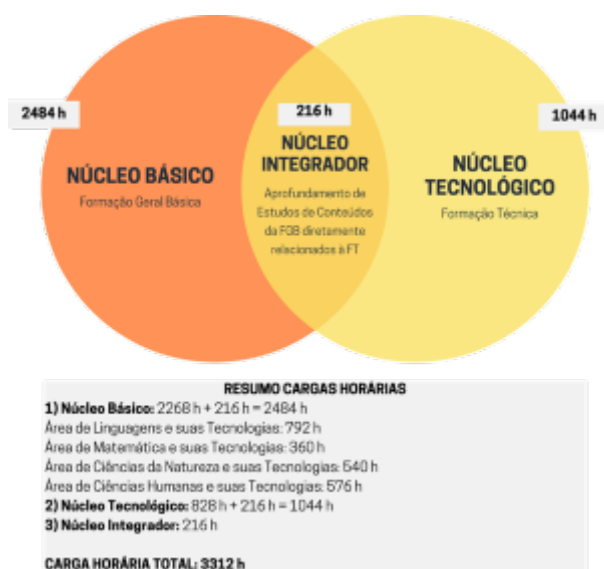 2484 h
216 h
1044 h
NÚCLEO BÁSICO
Formação Geral Básica
NÚCLEO
INTEGRADOR
Aprofundamento de
Estudos de Conteúdos
da FGB diretamente
relacionados à FT
NÚCLEO
TECNOLÓGICO
Formação Técnica
RESUMO CARGAS HORÁRIAS
1) Núcleo Básico: 2268 h + 216 h = 2484 h
Área de Linguagens e suas Tecnologias: 792 h
Área de Matemática e suas Tecnologias: 360 h
Área de Ciências da Natureza e suas Tecnologias: 540 h
Área de Ciências Humanas e suas Tecnologias: 576 h
2) Núcleo Tecnológico: 828 h + 216 h = 1044 h
3) Núcleo Integrador: 216 h
CARGA HORÁRIA TOTAL: 3312 h